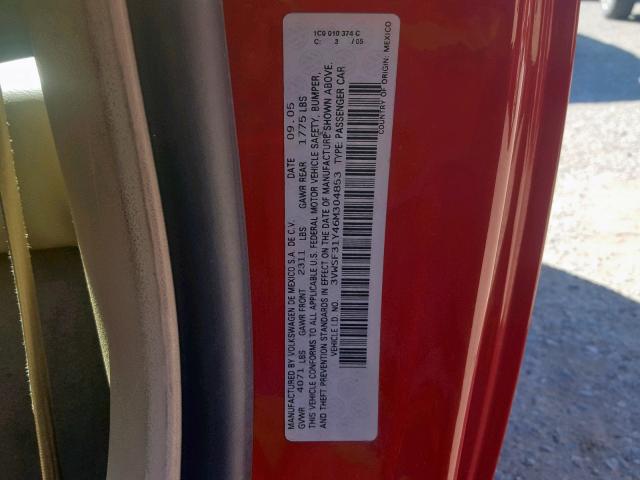 1C0 010 374 C
C: 3 / 05
MANUFACTURED BY VOLKSWAGEN DE MEXICO S.A. DE C.V. DATE 09.05
GVWR 4071 LBS GAWR FRONT 2311 LBS GAWR REAR 1775 LBS
THIS VEHICLE CONFORMS TO ALL APPLICABLE U.S. FEDERAL MOTOR VEHICLE SAFETY, BUMPER,
AND THEFT PREVENTION STANDARDS IN EFFECT ON THE DATE OF MANUFACTURE SHOWN ABOVE.
VEHICLE I.D. NO. 3VWSF31Y46M304853 TYPE: PASSENGER CAR
COUNTRY OF ORIGIN: MEXICO